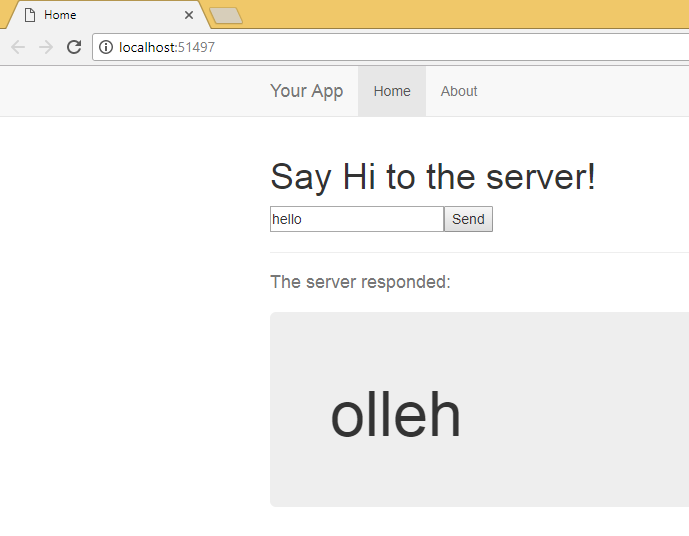 Home
localhost:51497
Your App Home About
Say Hi to the server!
hello Send
The server responded:
olleh